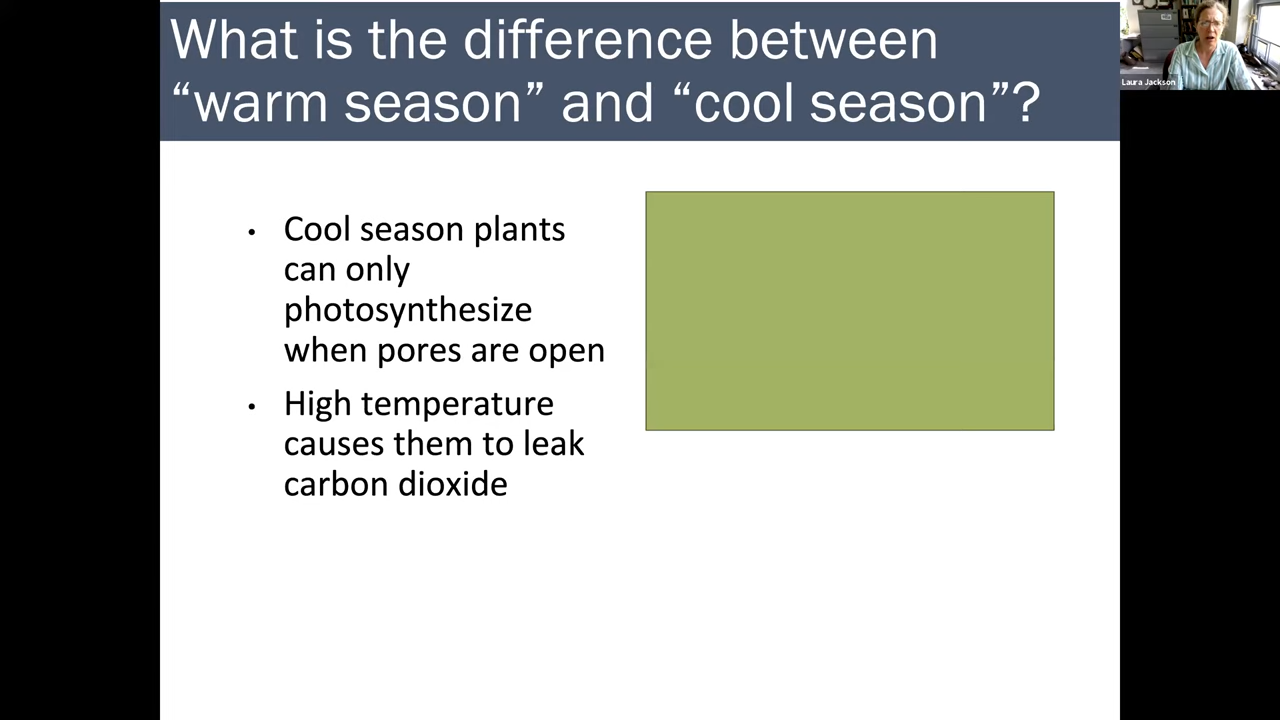 What is the difference between
“warm season” and “cool season”?
Laura Jackson
• Cool season plants
can only
photosynthesize
when pores are open
• High temperature
causes them to leak
carbon dioxide